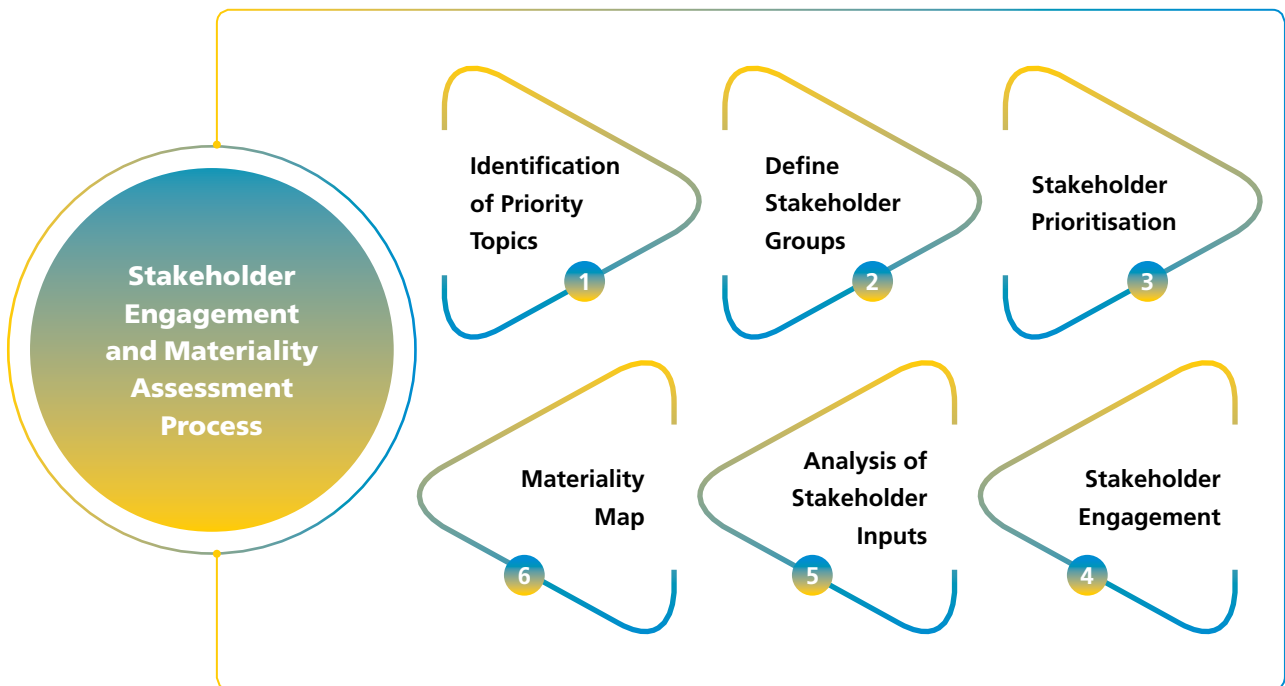 Stakeholder
Engagement
and Materiality
Assessment
Process
Identification
of Priority
Topics
1
Define
Stakeholder
Groups
2
Stakeholder
Prioritisation
3
Stakeholder
Engagement
4
Analysis of
Stakeholder
Inputs
5
Materiality
Map
6